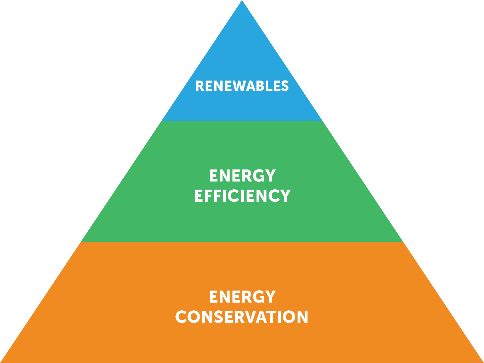 RENEWABLES
ENERGY
EFFICIENCY
ENERGY
CONSERVATION